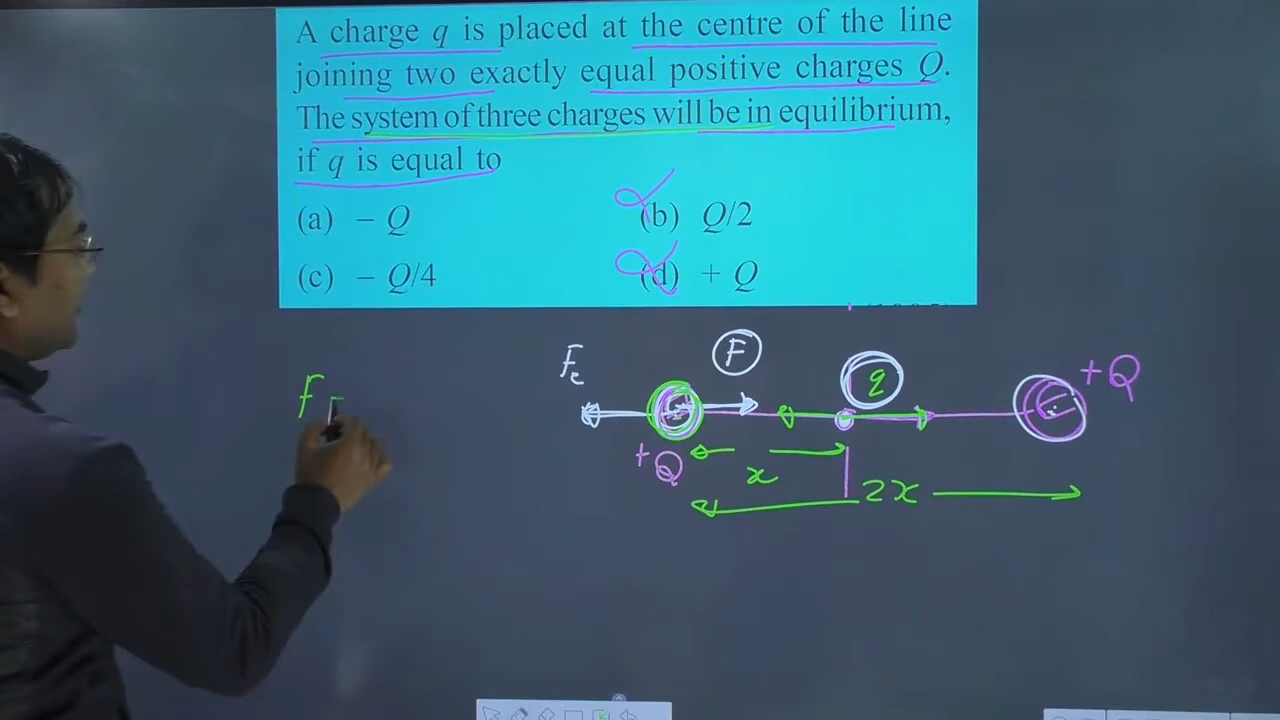 A charge q is placed at the centre of the line
joining two exactly equal positive charges Q.
The system of three charges will be in equilibrium,
if q is equal to
(a) – Q
(b) Q/2
(c) – Q/4
(d) + Q
F
q
+Q
+Q
x
2x
F